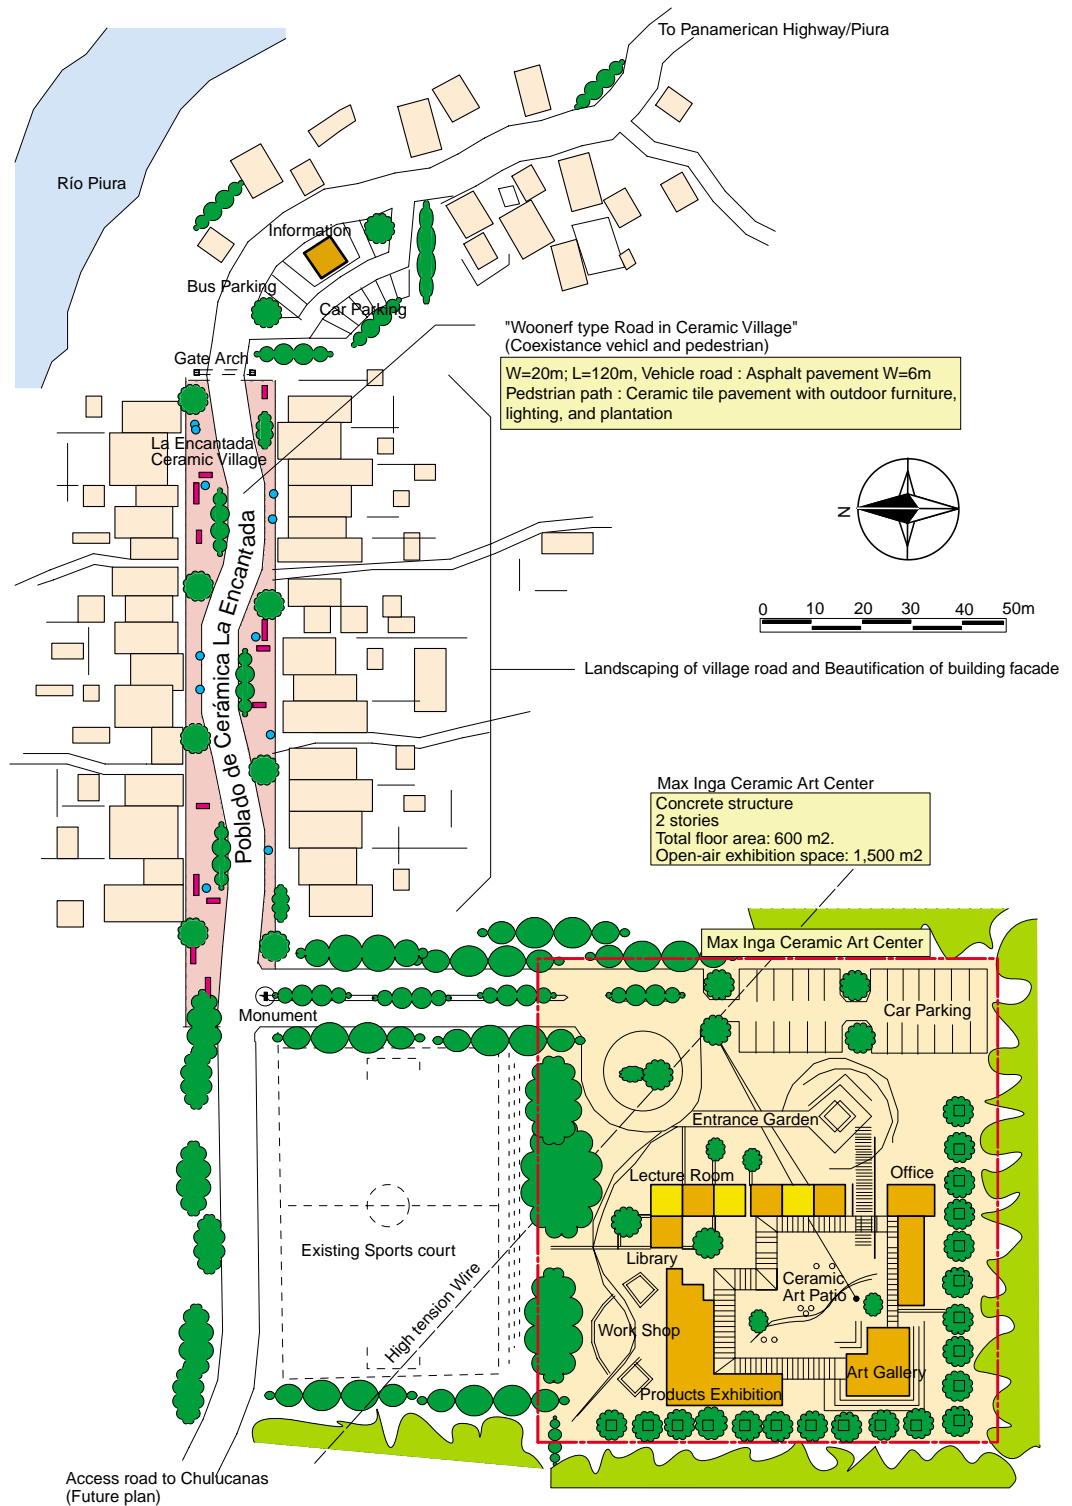 To Panamerican Highway/Piura
Río Piura
Information
Bus Parking
Car Parking
"Woonerf type Road in Ceramic Village"
(Coexistance vehicl and pedestrian)
Gate Arch
W=20m; L=120m, Vehicle road : Asphalt pavement W=6m
Pedstrian path : Ceramic tile pavement with outdoor furniture,
lighting, and plantation
La Encantada
Ceramic Village
N
Poblado de Cerámica La Encantada
0 10 20 30 40 50m
Landscaping of village road and Beautification of building facade
Max Inga Ceramic Art Center
Concrete structure
2 stories
Total floor area: 600 m2.
Open-air exhibition space: 1,500 m2
Max Inga Ceramic Art Center
Monument
Car Parking
Entrance Garden
Lecture Room
Office
Existing Sports court
Library
Ceramic
Art Patio
High tension Wire
Work Shop
Art Gallery
Products Exhibition
Access road to Chulucanas
(Future plan)